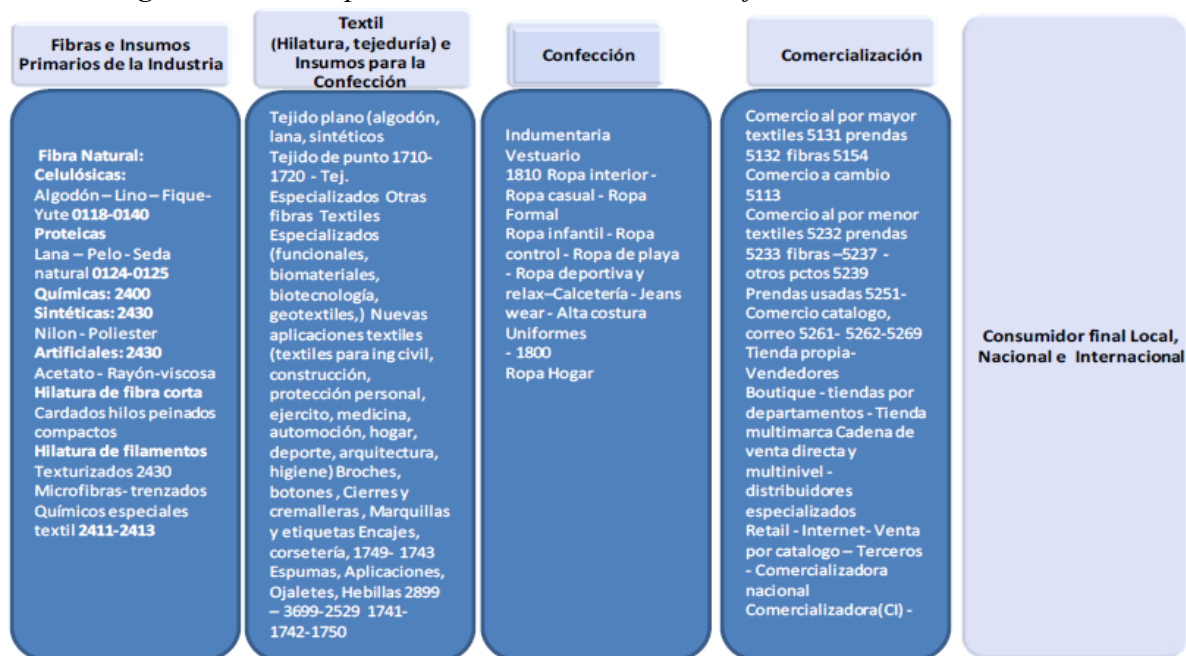 Fibras e Insumos
Primarios de la Industria
Fibra Natural:
Celulósicas:
Algodón – Lino – Fique-
Yute 0118-0140
Proteicas
Lana – Pelo - Seda
natural 0124-0125
Químicas: 2400
Sintéticas: 2430
Nilon - Poliester
Artificiales: 2430
Acetato - Rayón-viscosa
Hilatura de fibra corta
Cardados hilos peinados
compactos
Hilatura de filamentos
Texturizados 2430
Microfibras- trenzados
Químicos especiales
textil 2411-2413
Textil
(Hilatura, tejeduría) e
Insumos para la
Confección
Tejido plano (algodón,
lana, sintéticos
Tejido de punto 1710-
1720 - Tej.
Especializados Otras
fibras Textiles
Especializados
(funcionales,
biomateriales,
biotecnología,
geotextiles,) Nuevas
aplicaciones textiles
(textiles para ing civil,
construcción,
protección personal,
ejercito, medicina,
automoción, hogar,
deporte, arquitectura,
higiene) Broches,
botones , Cierres y
cremalleras , Marquillas
y etiquetas Encajes,
corsetería, 1749- 1743
Espumas, Aplicaciones,
Ojaletes, Hebillas 2899
– 3699-2529 1741-
1742-1750
Confección
Indumentaria
Vestuario
1810 Ropa interior -
Ropa casual - Ropa
Formal
Ropa infantil - Ropa
control - Ropa de playa
- Ropa deportiva y
relax–Calcetería - Jeans
wear - Alta costura
Uniformes
- 1800
Ropa Hogar
Comercialización
Comercio al por mayor
textiles 5131 prendas
5132 fibras 5154
Comercio a cambio
5113
Comercio al por menor
textiles 5232 prendas
5233 fibras –5237 -
otros pctos 5239
Prendas usadas 5251-
Comercio catalogo,
correo 5261- 5262-5269
Tienda propia-
Vendedores
Boutique - tiendas por
departamentos - Tienda
multimarca Cadena de
venta directa y
multinivel -
distribuidores
especializados
Retail - Internet- Venta
por catalogo – Terceros
- Comercializadora
nacional
Comercializadora(CI) -
Consumidor final Local,
Nacional e Internacional